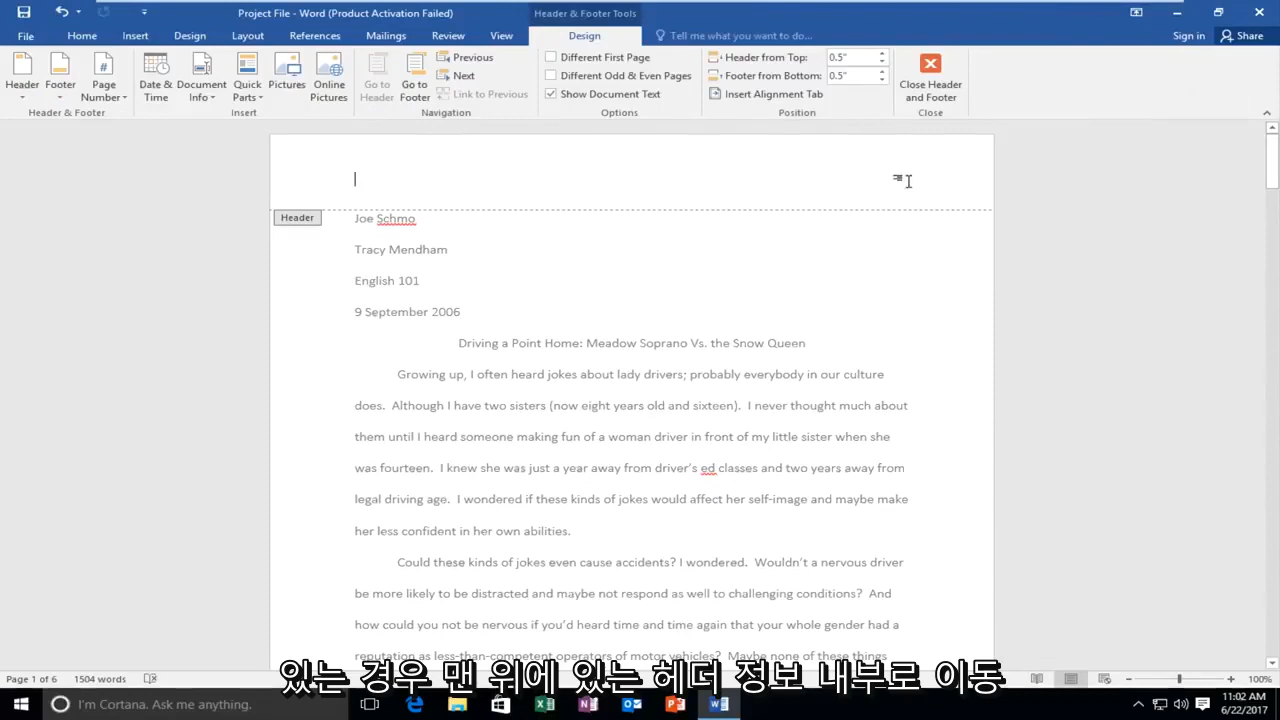 Project File - Word (Product Activation Failed)
Header & Footer Tools
File Home Insert Design Layout References Mailings Review View Design Tell me what you want to do... Sign in Share
Header Footer Page Number
Date & Time Document Info Quick Parts Pictures Online Pictures
Go to Header Go to Footer Previous Next Link to Previous
Different First Page
Different Odd & Even Pages
Show Document Text
Header from Top: 0.5"
Footer from Bottom: 0.5"
Insert Alignment Tab
Close Header and Footer
Header & Footer Insert Navigation Options Position Close
Header
Joe Schmo
Tracy Mendham
English 101
9 September 2006
Driving a Point Home: Meadow Soprano Vs. the Snow Queen
Growing up, I often heard jokes about lady drivers; probably everybody in our culture
does. Although I have two sisters (now eight years old and sixteen). I never thought much about
them until I heard someone making fun of a woman driver in front of my little sister when she
was fourteen. I knew she was just a year away from driver's ed classes and two years away from
legal driving age. I wondered if these kinds of jokes would affect her self-image and maybe make
her less confident in her own abilities.
Could these kinds of jokes even cause accidents? I wondered. Wouldn't a nervous driver
be more likely to be distracted and maybe not respond as well to challenging conditions? And
how could you not be nervous if you'd heard time and time again that your whole gender had a
reputation as less-than-competent operators of motor vehicles? Maybe none of these things
있는 경우 맨 위에 있는 헤더 정보 내부로 이동
Page 1 of 6 1504 words 100%
I'm Cortana. Ask me anything.
11:02 AM
6/22/2017